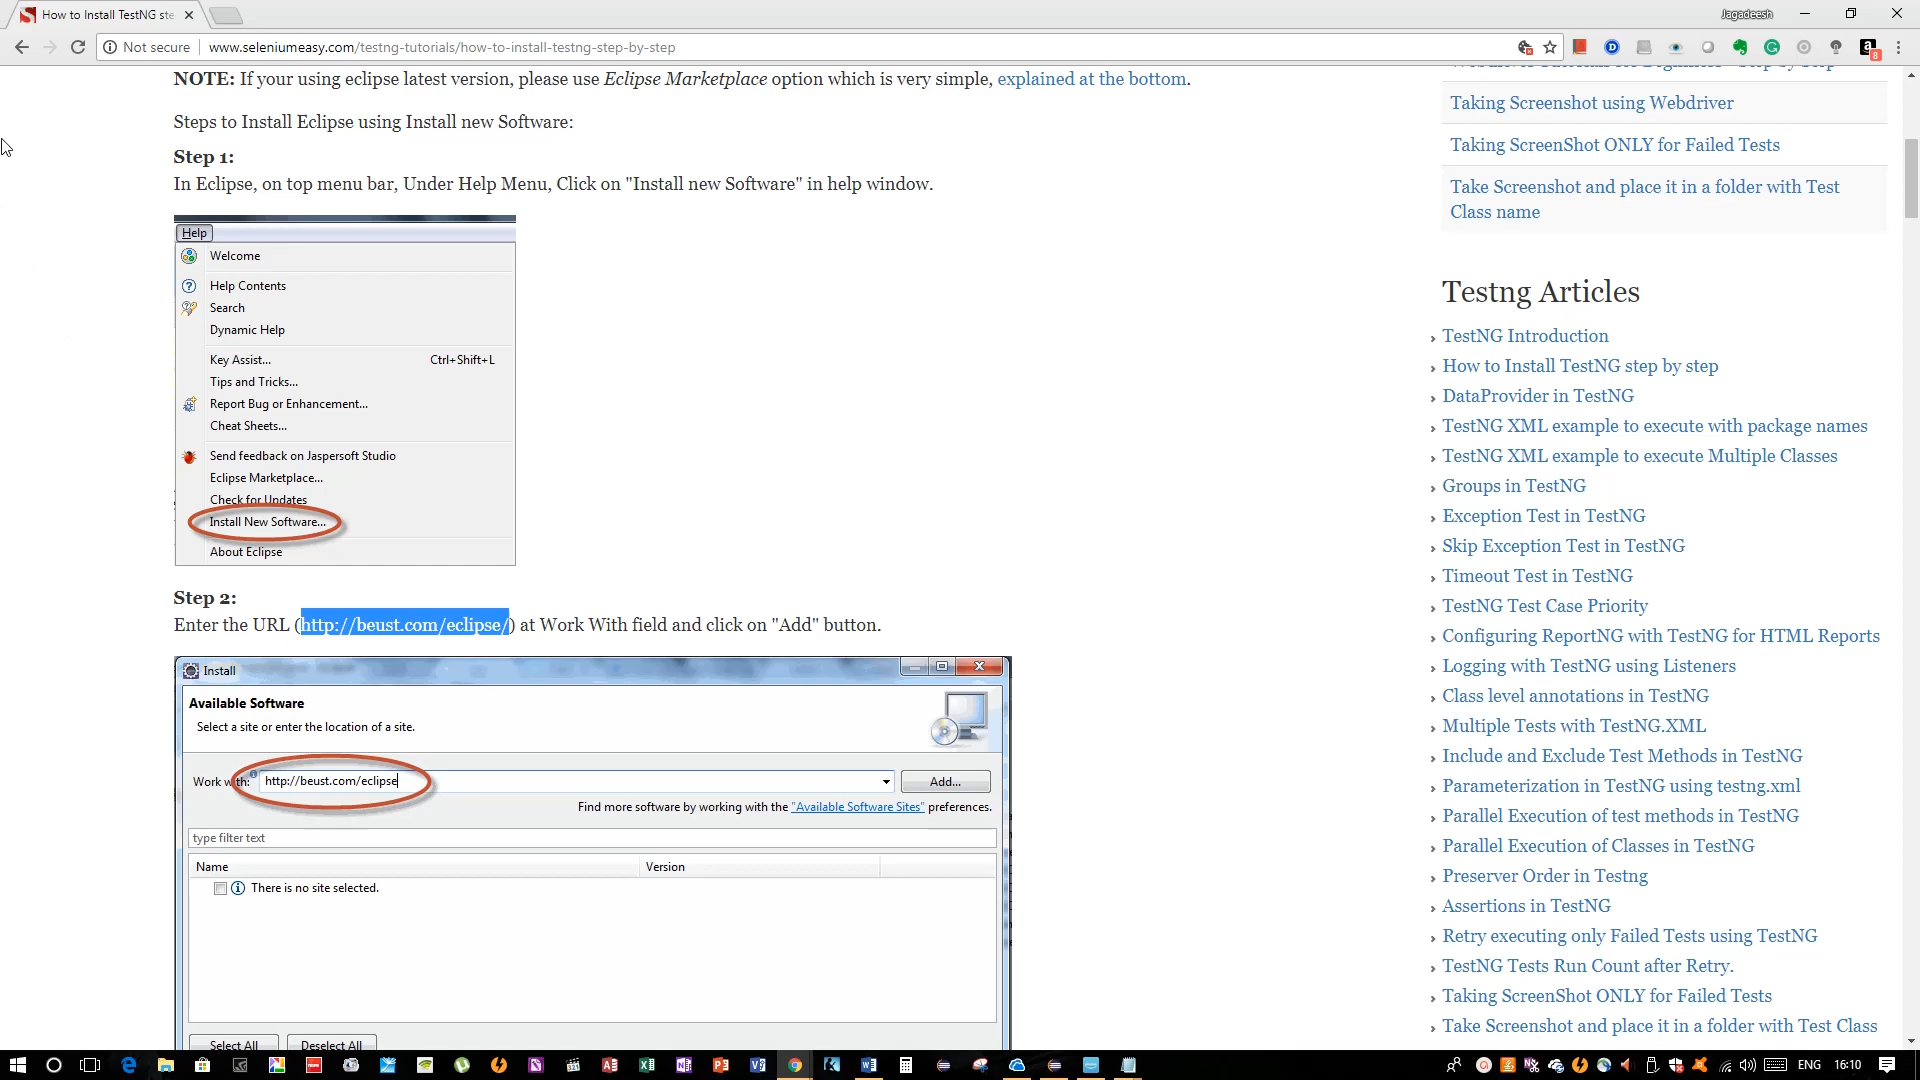 How to Install TestNG ste
Jagadeesh
Not secure
www.seleniumeasy.com/testng-tutorials/how-to-install-testng-step-by-step
8
NOTE: If your using eclipse latest version, please use Eclipse Marketplace option which is very simple, explained at the bottom.
Steps to Install Eclipse using Install new Software:
Step 1:
In Eclipse, on top menu bar, Under Help Menu, Click on "Install new Software" in help window.
Help
Welcome
Help Contents
Search
Dynamic Help
Key Assist... Ctrl+Shift+L
Tips and Tricks...
Report Bug or Enhancement...
Cheat Sheets...
Send feedback on Jaspersoft Studio
Eclipse Marketplace...
Check for Updates
Install New Software...
About Eclipse
Step 2:
Enter the URL (http://beust.com/eclipse/) at Work With field and click on "Add" button.
Install
Available Software
Select a site or enter the location of a site.
Work with: http://beust.com/eclipse
Add...
Find more software by working with the "Available Software Sites" preferences.
type filter text
Name Version
There is no site selected.
Select All Deselect All
Taking Screenshot using Webdriver
Taking ScreenShot ONLY for Failed Tests
Take Screenshot and place it in a folder with Test
Class name
Testng Articles
TestNG Introduction
How to Install TestNG step by step
DataProvider in TestNG
TestNG XML example to execute with package names
TestNG XML example to execute Multiple Classes
Groups in TestNG
Exception Test in TestNG
Skip Exception Test in TestNG
Timeout Test in TestNG
TestNG Test Case Priority
Configuring ReportNG with TestNG for HTML Reports
Logging with TestNG using Listeners
Class level annotations in TestNG
Multiple Tests with TestNG.XML
Include and Exclude Test Methods in TestNG
Parameterization in TestNG using testng.xml
Parallel Execution of test methods in TestNG
Parallel Execution of Classes in TestNG
Preserver Order in Testng
Assertions in TestNG
Retry executing only Failed Tests using TestNG
TestNG Tests Run Count after Retry.
Taking ScreenShot ONLY for Failed Tests
Take Screenshot and place it in a folder with Test Class
ENG
16:10